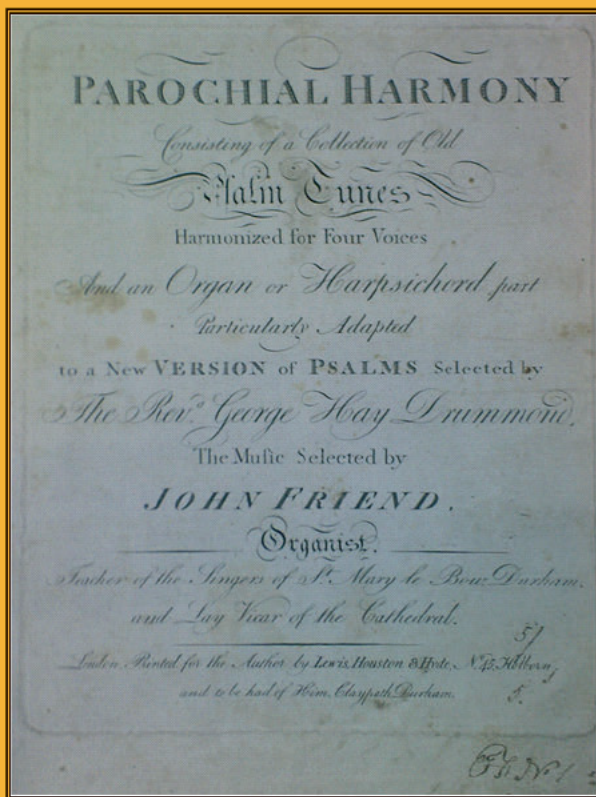 PAROCHIAL HARMONY
Consisting of a Collection of Old
Psalm Tunes
Harmonized for Four Voices
And an Organ or Harpsichord part
Particularly Adapted
to a New VERSION of PSALMS Selected by
The Revd. George Hay Drummond.
The Music Selected by
JOHN FRIEND.
Organist.
Teacher of the Singers of St. Mary le Bow Durham.
and Lay Vicar of the Cathedral.
London. Printed for the Author by Lewis, Houston & Hyde, No. 45, Holborn,
and to be had of Him, Claypath, Durham.
5/
5.